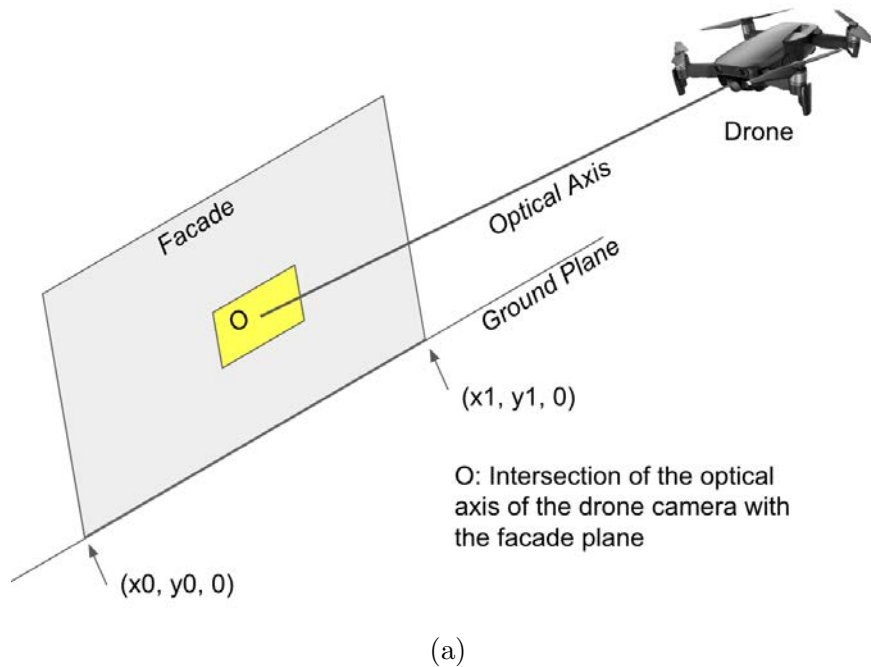 Drone
Optical Axis
Facade
Ground Plane
O
(x1, y1, 0)
O: Intersection of the optical
axis of the drone camera with
the facade plane
(x0, y0, 0)
(a)